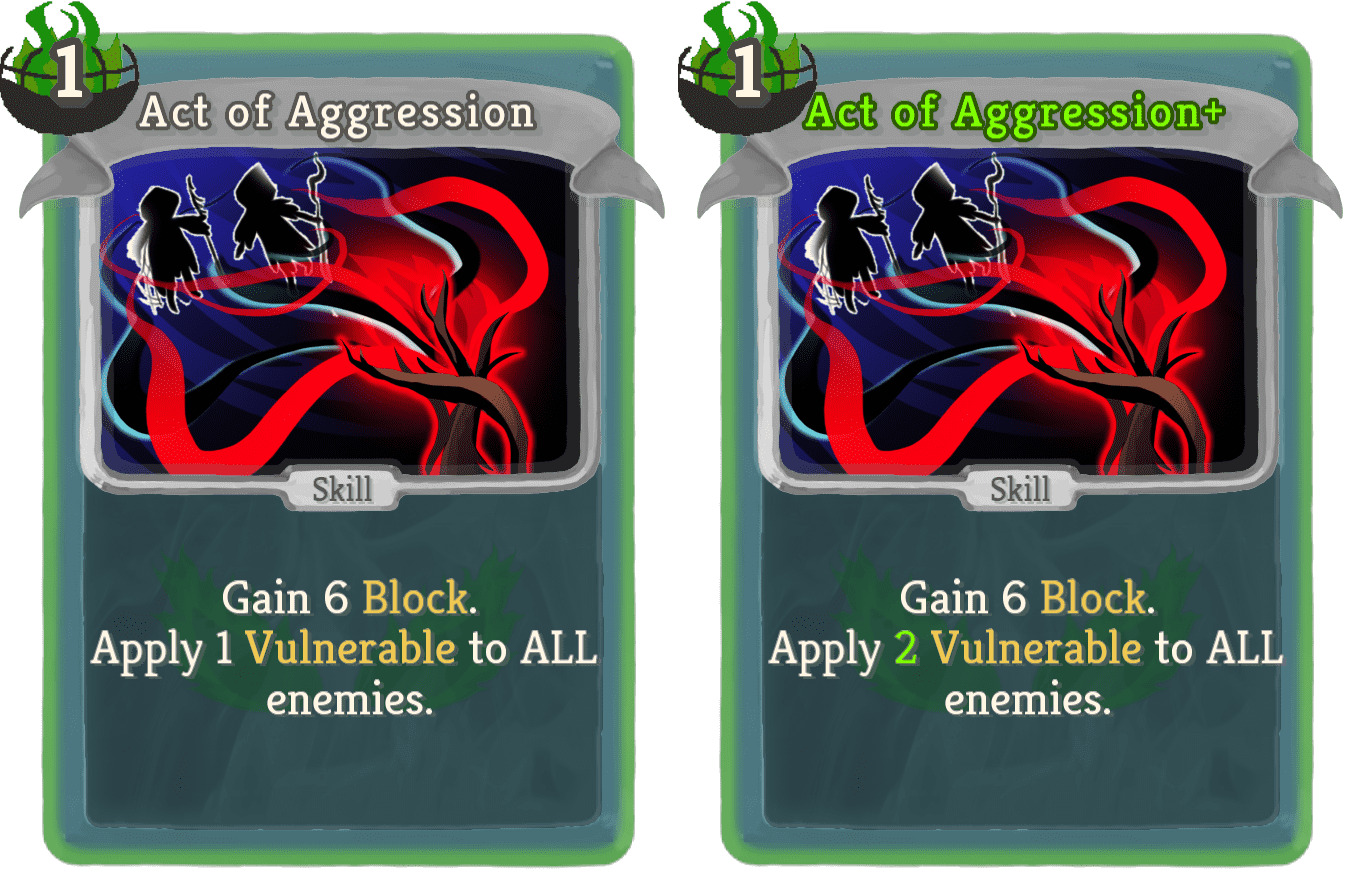 1
Act of Aggression
Skill
Gain 6 Block.
Apply 1 Vulnerable to ALL
enemies.
1
Act of Aggression+
Skill
Gain 6 Block.
Apply 2 Vulnerable to ALL
enemies.